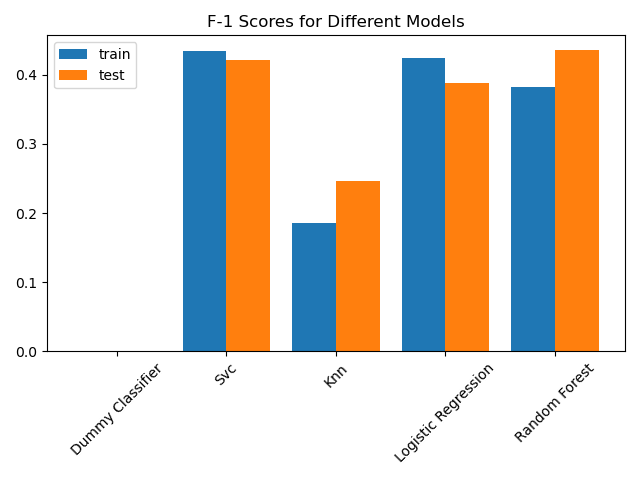 F-1 Scores for Different Models
train
test
0.4
0.3
0.2
0.1
0.0
Dummy Classifier
Svc
Knn
Logistic Regression
Random Forest